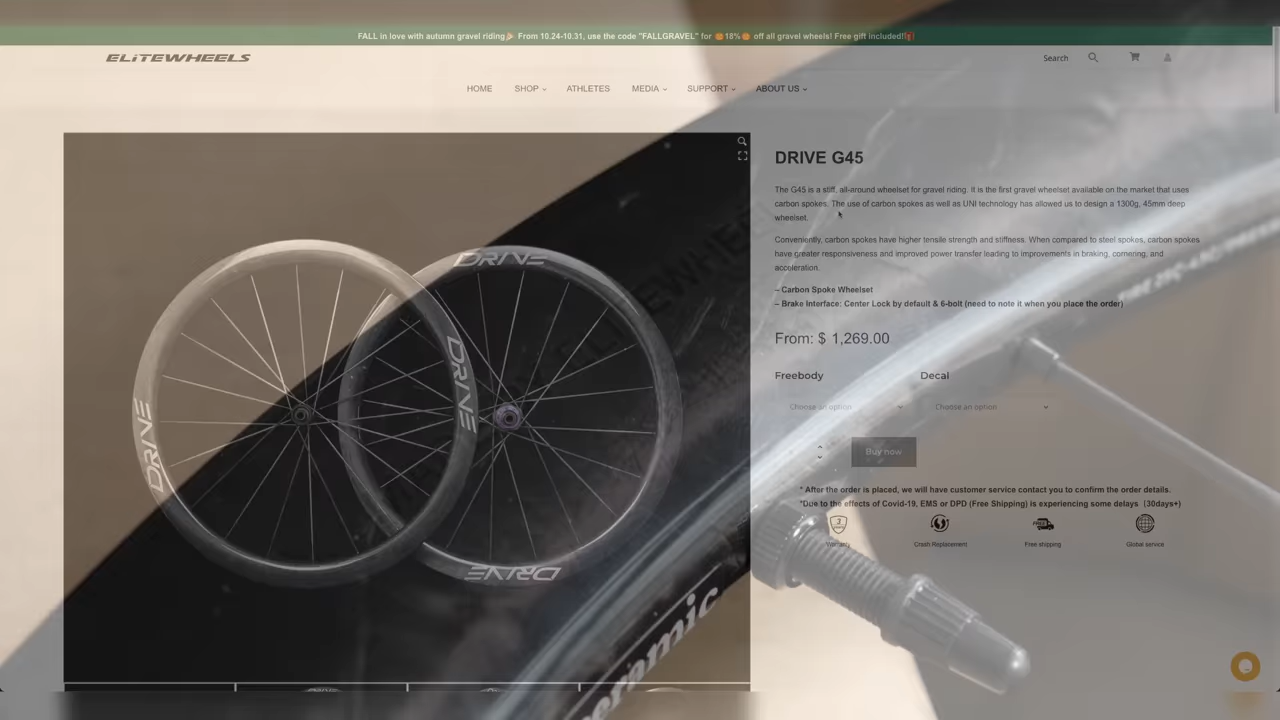 FALL in love with autumn gravel riding🎉 From 10.24-10.31, use the code "FALLGRAVEL" for 🎃18%🎃 off all gravel wheels! Free gift included!!🎁
ELITEWHEELS
Search
HOME SHOP ATHLETES MEDIA SUPPORT ABOUT US
DRIVE G45
The G45 is a stiff, all-around wheelset for gravel riding. It is the first gravel wheelset available on the market that uses
carbon spokes. The use of carbon spokes as well as UNI technology has allowed us to design a 1300g, 45mm deep
wheelset.
Conveniently, carbon spokes have higher tensile strength and stiffness. When compared to steel spokes, carbon spokes
have greater responsiveness and improved power transfer leading to improvements in braking, cornering, and
acceleration.
– Carbon Spoke Wheelset
– Brake Interface: Center Lock by default & 6-bolt (need to note it when you place the order)
From: $ 1,269.00
Freebody Decal
Choose an option Choose an option
Buy now
* After the order is placed, we will have customer service contact you to confirm the order details.
*Due to the effects of Covid-19, EMS or DPD (Free Shipping) is experiencing some delays (30days+)
Warranty Crash Replacement Free shipping Global service
DRIVE
DRIVE
DRIVE
DRIVE
eramic